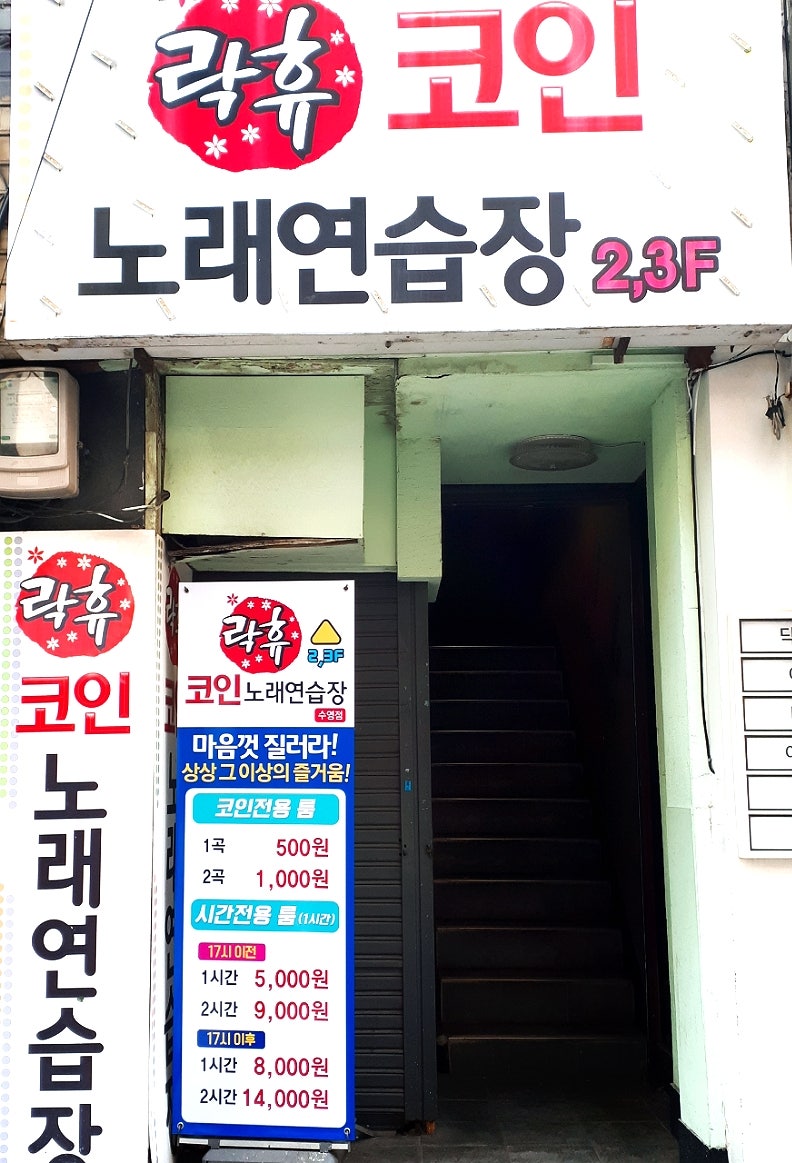 락휴 코인
노래연습장 2,3F
락휴
코인
노래연습장
락휴
2,3F
코인노래연습장
수영점
마음껏 질러라!
상상 그 이상의 즐거움!
코인전용 룸
1곡 500원
2곡 1,000원
시간전용 룸(1시간)
17시 이전
1시간 5,000원
2시간 9,000원
17시 이후
1시간 8,000원
2시간 14,000원